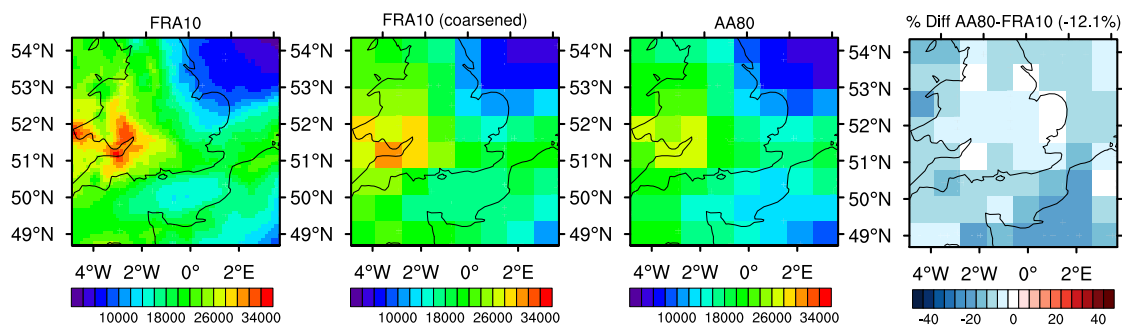 FRA10
FRA10 (coarsened)
AA80
% Diff AA80-FRA10 (-12.1%)
54°N 54°N 54°N 54°N
53°N 53°N 53°N 53°N
52°N 52°N 52°N 52°N
51°N 51°N 51°N 51°N
50°N 50°N 50°N 50°N
49°N 49°N 49°N 49°N
4°W 2°W 0° 2°E 4°W 2°W 0° 2°E 4°W 2°W 0° 2°E 4°W 2°W 0° 2°E
10000 18000 26000 34000 10000 18000 26000 34000 10000 18000 26000 34000 -40 -20 0 20 40